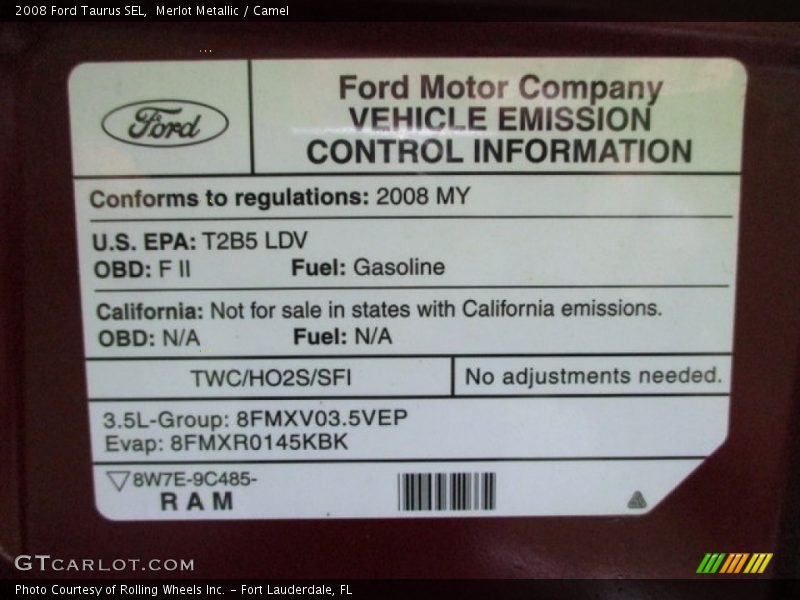 2008 Ford Taurus SEL, Merlot Metallic / Camel
Ford
Ford Motor Company
VEHICLE EMISSION
CONTROL INFORMATION
Conforms to regulations: 2008 MY
U.S. EPA: T2B5 LDV
OBD: F II Fuel: Gasoline
California: Not for sale in states with California emissions.
OBD: N/A Fuel: N/A
TWC/HO2S/SFI No adjustments needed.
3.5L-Group: 8FMXV03.5VEP
Evap: 8FMXR0145KBK
8W7E-9C485-
R A M
GTCARLOT.COM
Photo Courtesy of Rolling Wheels Inc. - Fort Lauderdale, FL